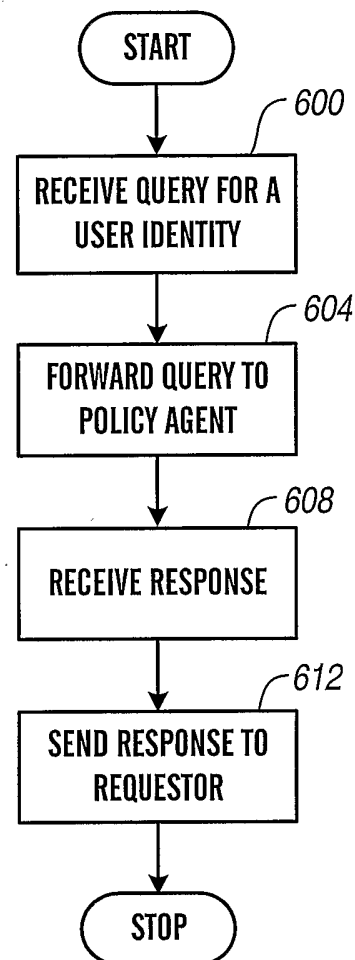 START
600
RECEIVE QUERY FOR A
USER IDENTITY
604
FORWARD QUERY TO
POLICY AGENT
608
RECEIVE RESPONSE
612
SEND RESPONSE TO
REQUESTOR
STOP